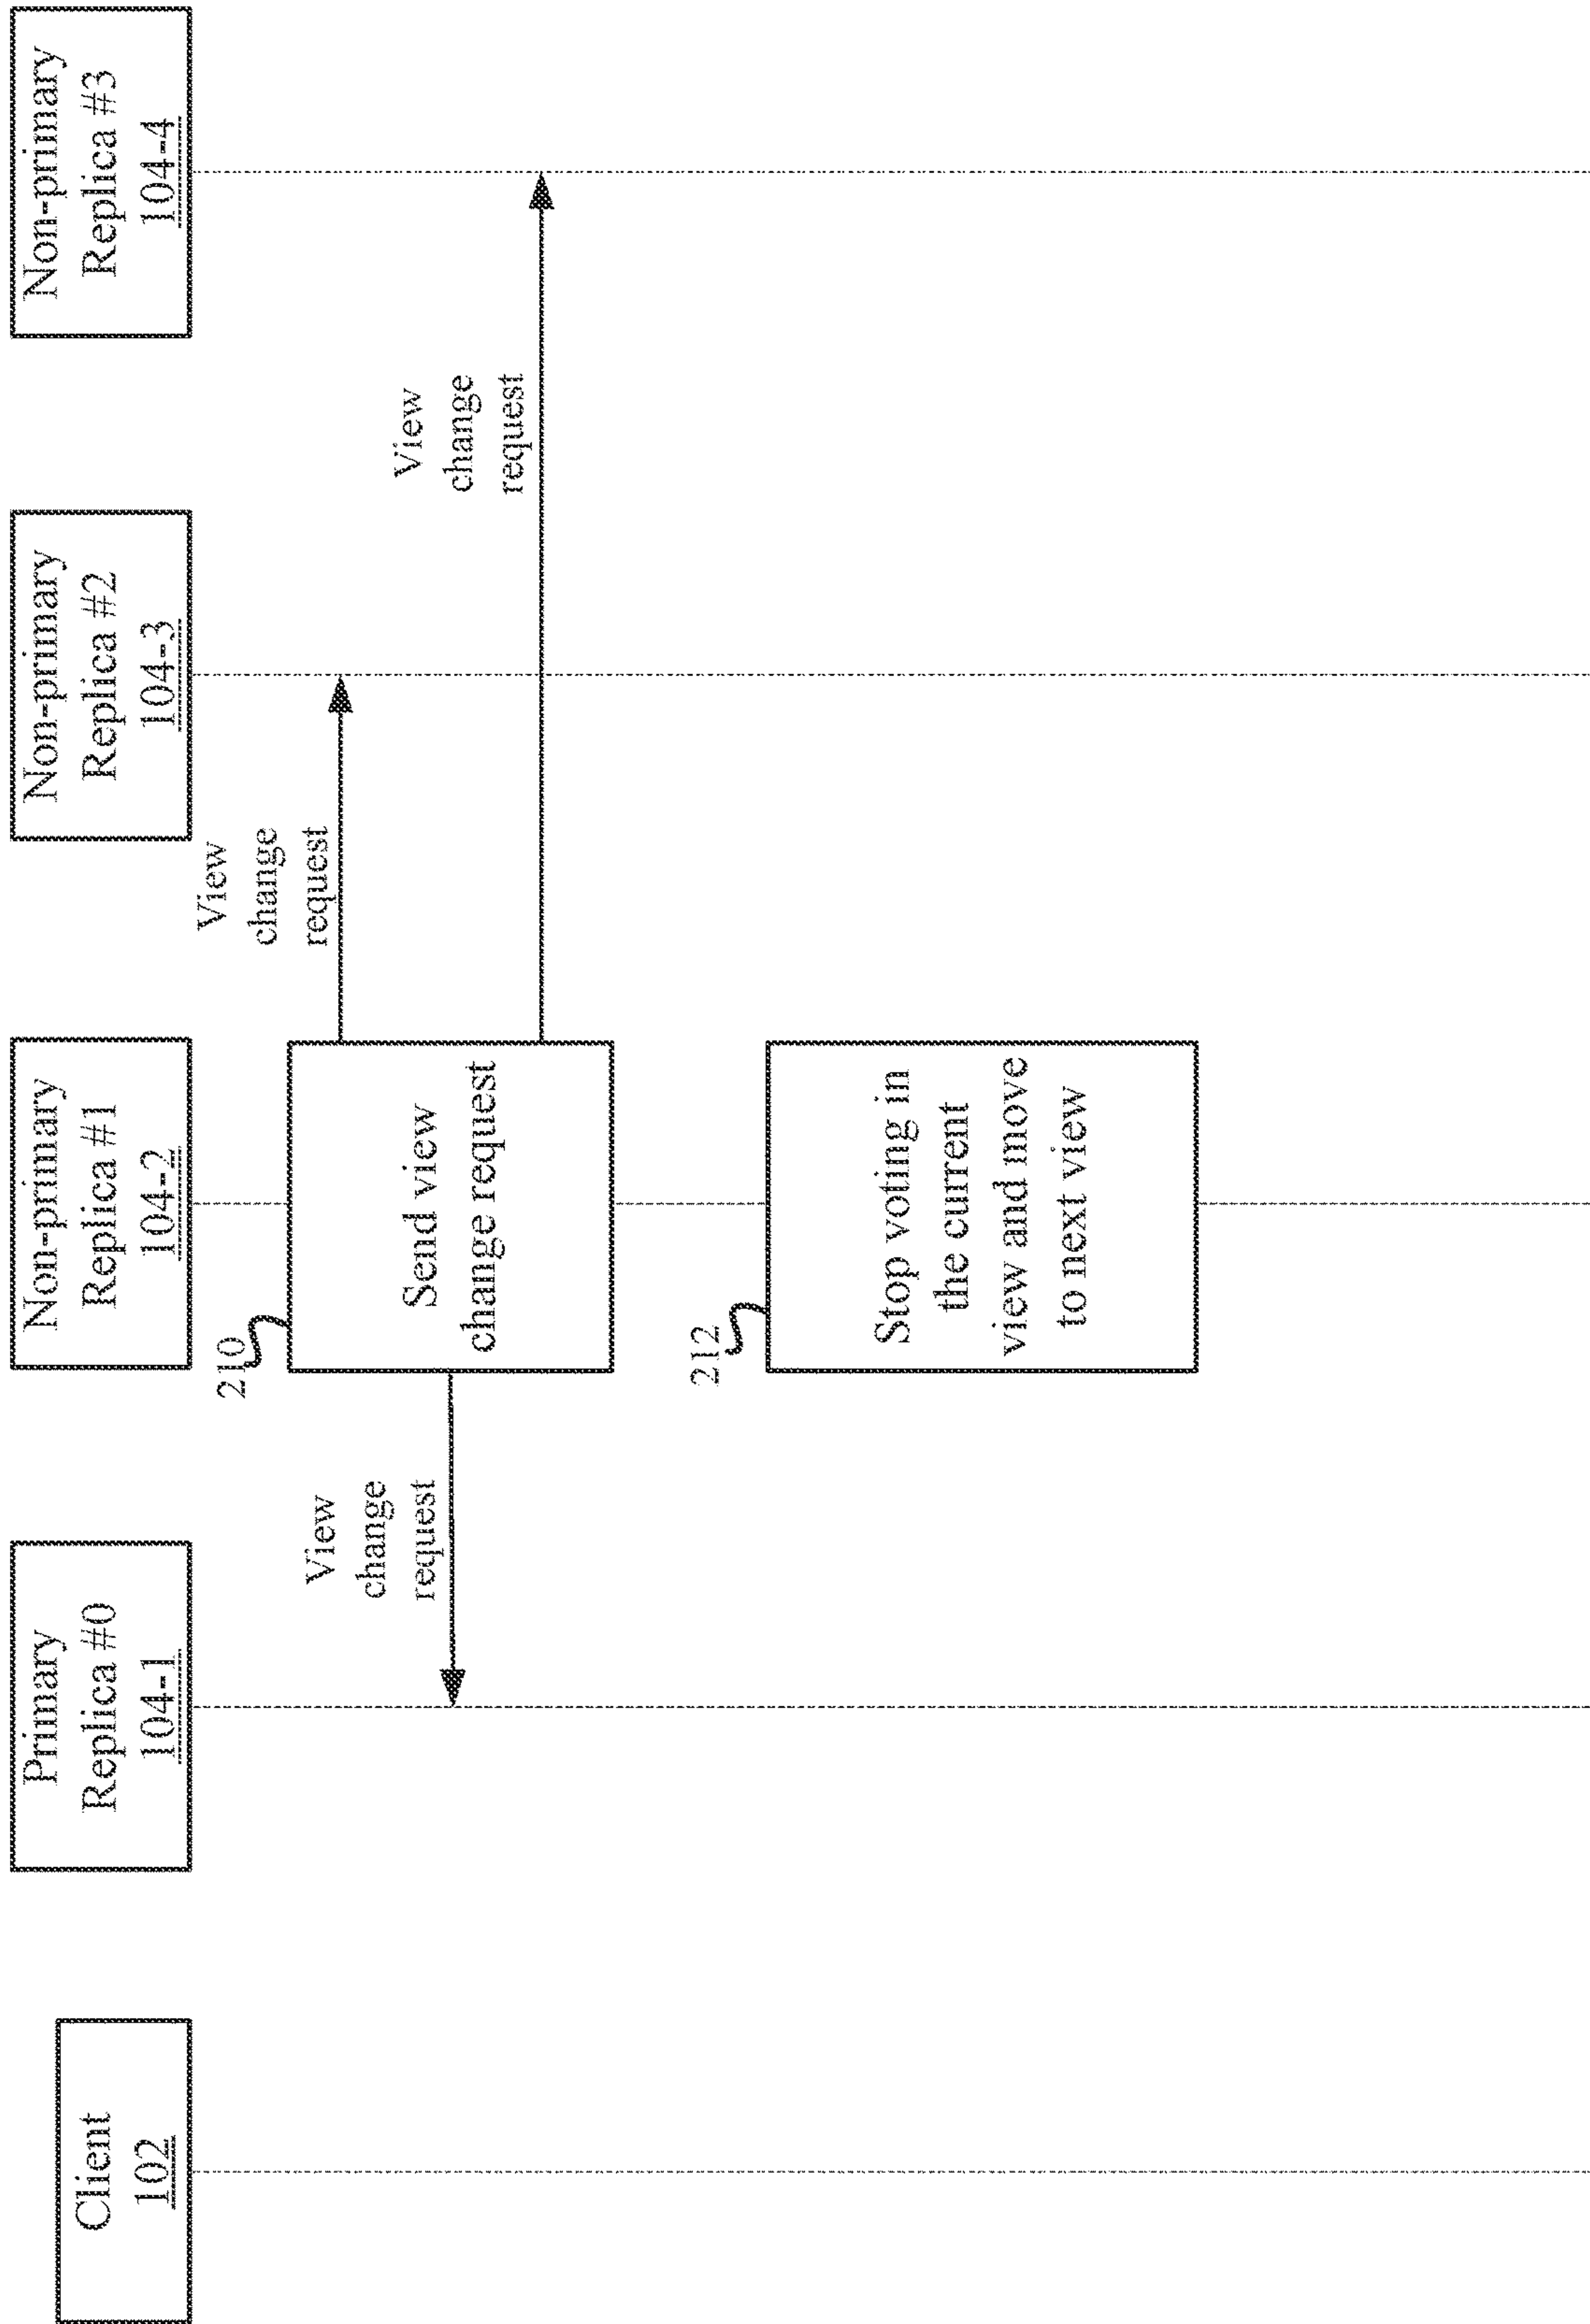 Client
102
Primary
Replica #0
104-1
Non-primary
Replica #1
104-2
Non-primary
Replica #2
104-3
Non-primary
Replica #3
104-4
View
change
request
210
Send view
change request
View
change
request
View
change
request
212
Stop voting in
the current
view and move
to next view